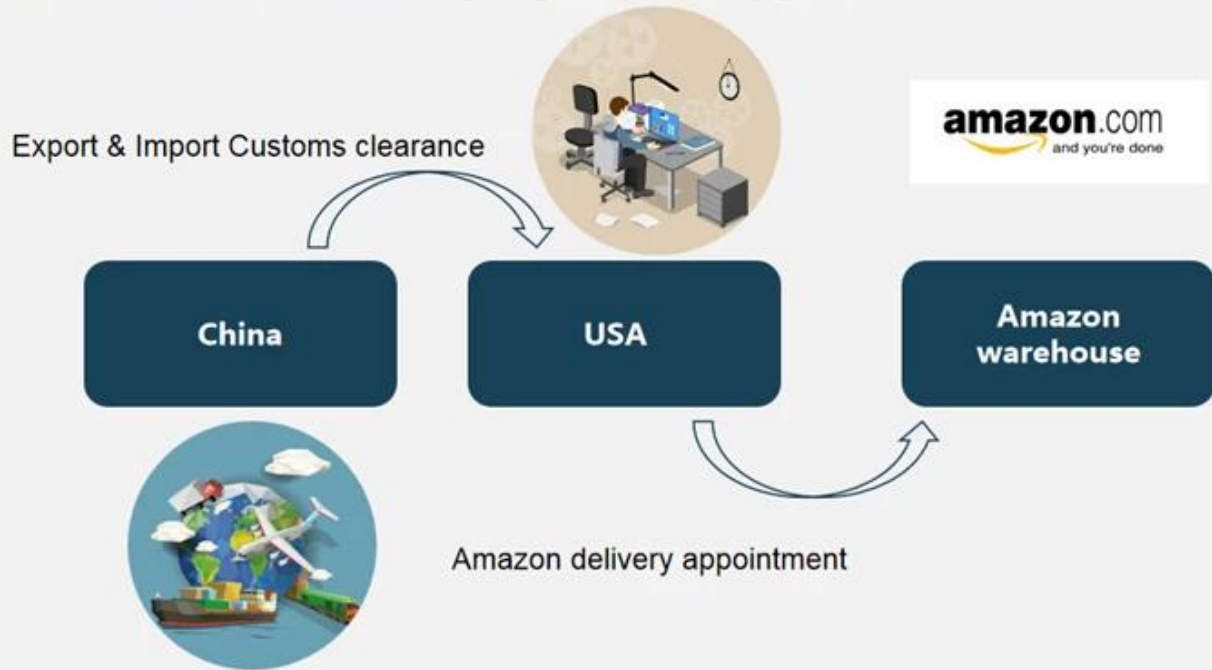 Export & Import Customs clearance
amazon.com
and you're done
China
USA
Amazon
warehouse
Amazon delivery appointment